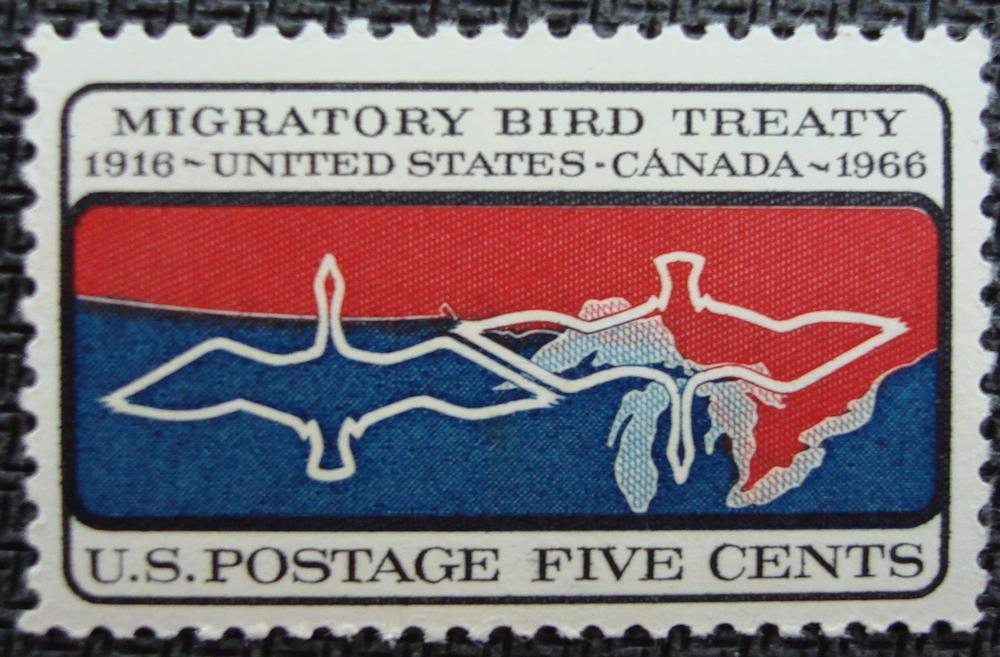 MIGRATORY BIRD TREATY
1916~UNITED STATES-CANADA~1966
U.S. POSTAGE FIVE CENTS